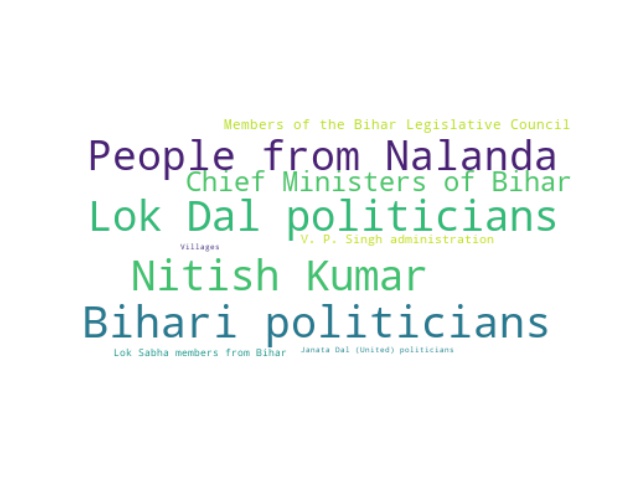 Members of the Bihar Legislative Council
People from Nalanda
Chief Ministers of Bihar
Lok Dal politicians
V. P. Singh administration
Villages
Nitish Kumar
Bihari politicians
Lok Sabha members from Bihar
Janata Dal (United) politicians